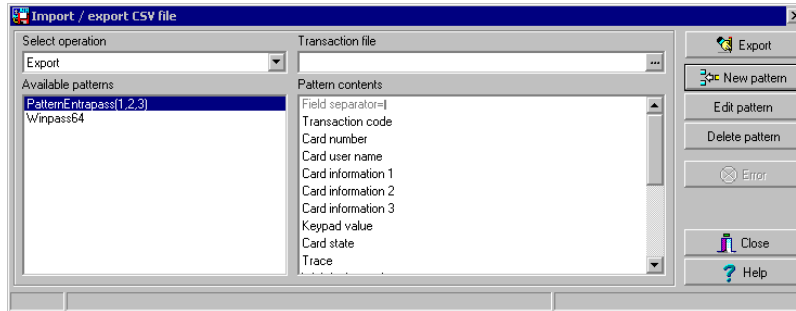 Import / export CSV file
Select operation
Export
Transaction file
...
Available patterns
PatternEntrapass(1,2,3)
Winpass64
Pattern contents
Field separator=|
Transaction code
Card number
Card user name
Card information 1
Card information 2
Card information 3
Keypad value
Card state
Trace
Export
New pattern
Edit pattern
Delete pattern
Error
Close
Help